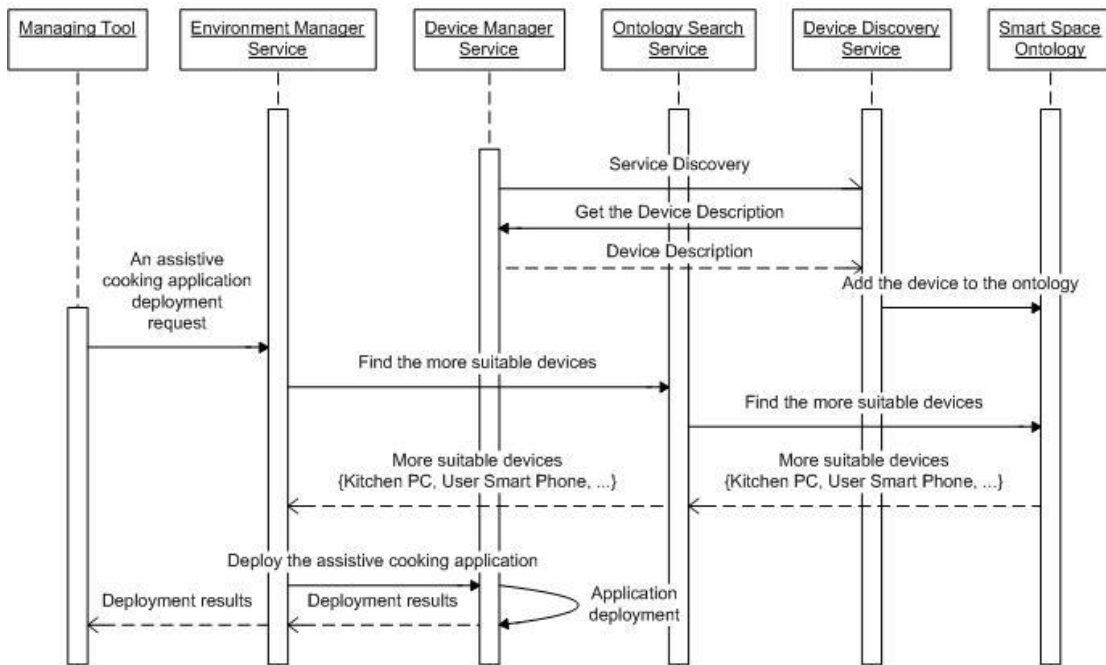 Managing Tool
Environment Manager
Service
Device Manager
Service
Ontology Search
Service
Device Discovery
Service
Smart Space
Ontology
Service Discovery
Get the Device Description
Device Description
An assistive
cooking application
deployment
request
Add the device to the ontology
Find the more suitable devices
Find the more suitable devices
More suitable devices
{Kitchen PC, User Smart Phone, ...}
More suitable devices
{Kitchen PC, User Smart Phone, ...}
Deploy the assistive cooking application
Application
deployment
Deployment results
Deployment results